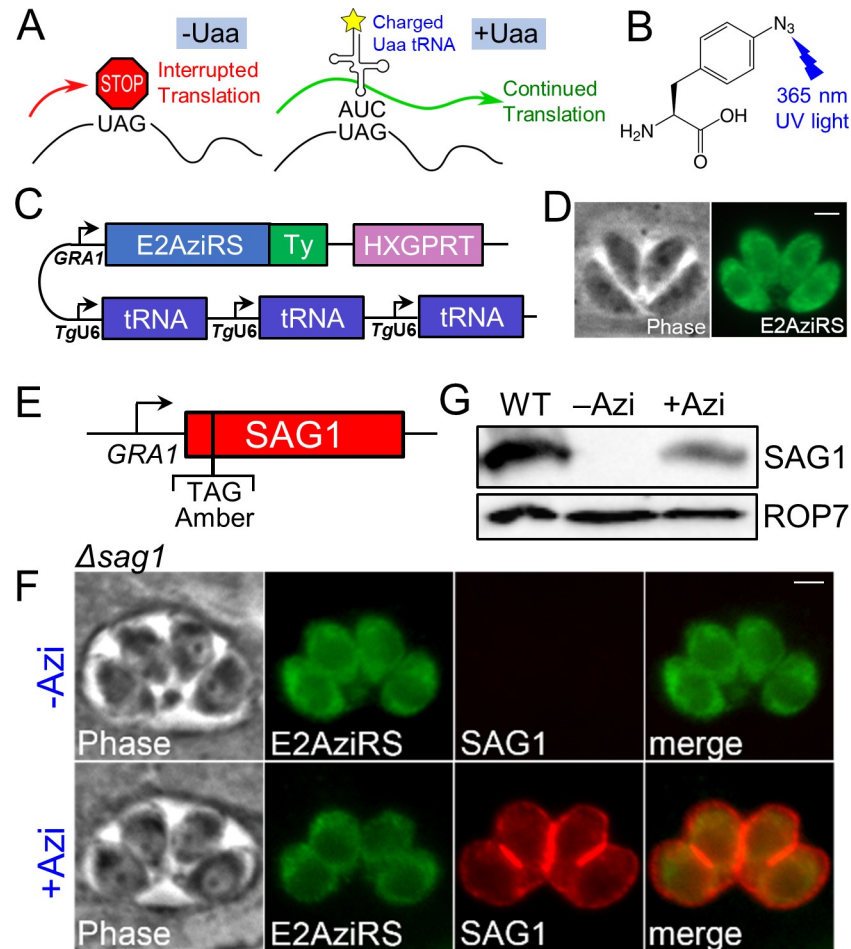 A
-Uaa
STOP
Interrupted
Translation
UAG
Charged
Uaa tRNA
+Uaa
Continued
Translation
AUC
UAG
B
N3
H2N
OH
O
365 nm
UV light
C
GRA1
E2AziRS
Ty
HXGPRT
TgU6
tRNA
TgU6
tRNA
TgU6
tRNA
D
Phase
E2AziRS
E
GRA1
SAG1
TAG
Amber
Δsag1
G
WT
–Azi
+Azi
SAG1
ROP7
F
-Azi
Phase
E2AziRS
SAG1
merge
+Azi
Phase
E2AziRS
SAG1
merge